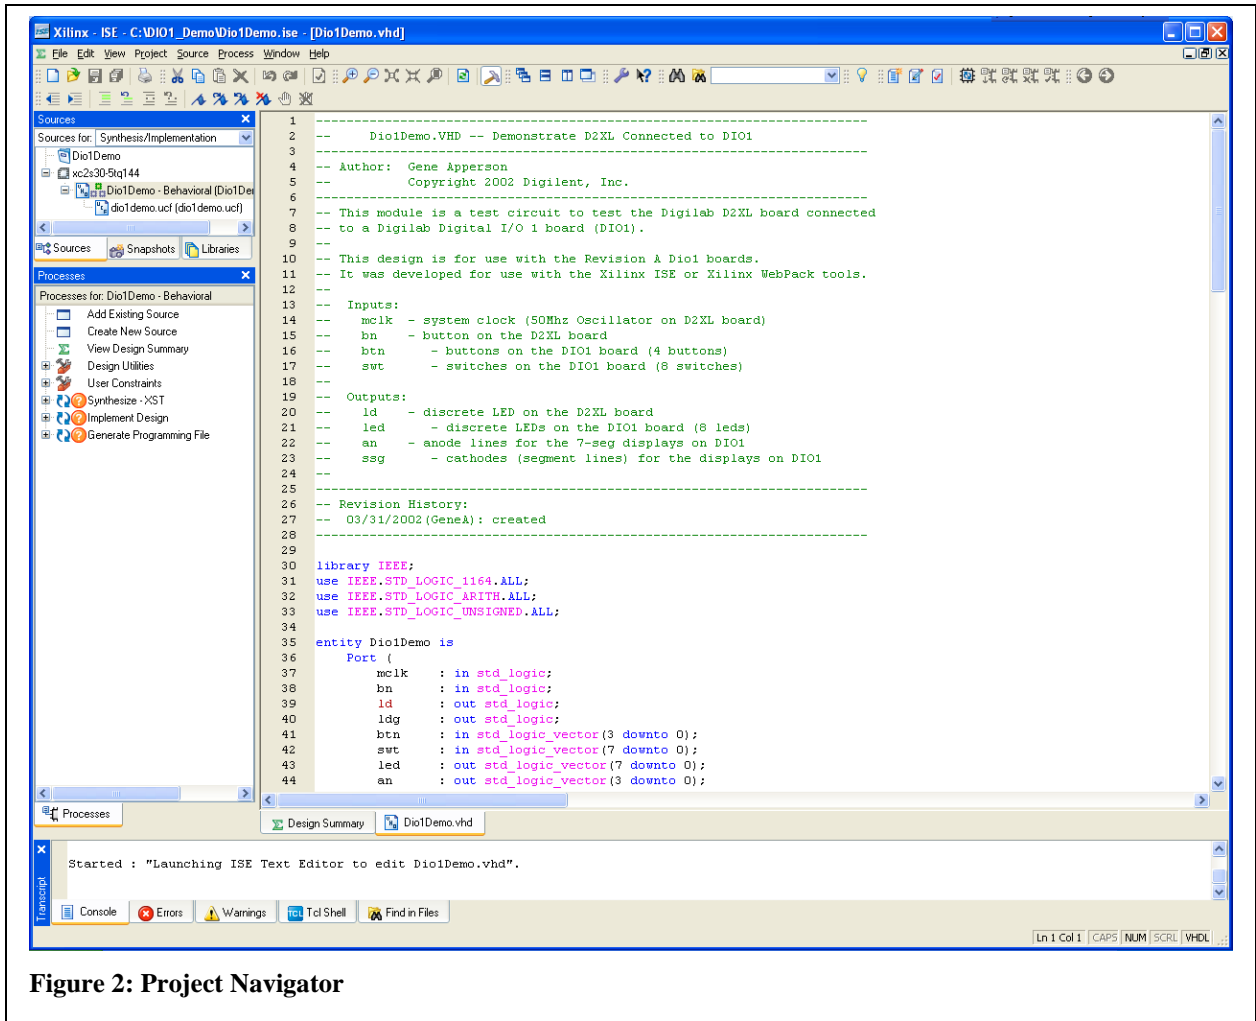 Xilinx - ISE - C:\DIO1_Demo\Dio1Demo.ise - [Dio1Demo.vhd]
File Edit View Project Source Process Window Help
Sources
Sources for: Synthesis/Implementation
Dio1Demo
xc2s30-5tq144
Dio1Demo - Behavioral (Dio1De
dio1demo.ucf (dio1demo.ucf)
Sources Snapshots Libraries
Processes
Processes for: Dio1Demo - Behavioral
Add Existing Source
Create New Source
View Design Summary
Design Utilities
User Constraints
Synthesize - XST
Implement Design
Generate Programming File
Processes
1 ------------------------------------------------------------------------
2 -- Dio1Demo.VHD -- Demonstrate D2XL Connected to DIO1
3 ------------------------------------------------------------------------
4 -- Author: Gene Apperson
5 -- Copyright 2002 Digilent, Inc.
6 ------------------------------------------------------------------------
7 -- This module is a test circuit to test the Digilab D2XL board connected
8 -- to a Digilab Digital I/O 1 board (DIO1).
9 --
10 -- This design is for use with the Revision A Dio1 boards.
11 -- It was developed for use with the Xilinx ISE or Xilinx WebPack tools.
12 --
13 -- Inputs:
14 -- mclk - system clock (50Mhz Oscillator on D2XL board)
15 -- bn - button on the D2XL board
16 -- btn - buttons on the DIO1 board (4 buttons)
17 -- swt - switches on the DIO1 board (8 switches)
18 --
19 -- Outputs:
20 -- ld - discrete LED on the D2XL board
21 -- led - discrete LEDs on the DIO1 board (8 leds)
22 -- an - anode lines for the 7-seg displays on DIO1
23 -- ssg - cathodes (segment lines) for the displays on DIO1
24 --
25 ------------------------------------------------------------------------
26 -- Revision History:
27 -- 03/31/2002(GeneA): created
28 ------------------------------------------------------------------------
29
30 library IEEE;
31 use IEEE.STD_LOGIC_1164.ALL;
32 use IEEE.STD_LOGIC_ARITH.ALL;
33 use IEEE.STD_LOGIC_UNSIGNED.ALL;
34
35 entity Dio1Demo is
36 Port (
37 mclk : in std_logic;
38 bn : in std_logic;
39 ld : out std_logic;
40 ldg : out std_logic;
41 btn : in std_logic_vector(3 downto 0);
42 swt : in std_logic_vector(7 downto 0);
43 led : out std_logic_vector(7 downto 0);
44 an : out std_logic_vector(3 downto 0);
Design Summary Dio1Demo.vhd
Transcript
Started : "Launching ISE Text Editor to edit Dio1Demo.vhd".
Console Errors Warnings TCL Tcl Shell Find in Files
Ln 1 Col 1 CAPS NUM SCRL VHDL
Figure 2: Project Navigator